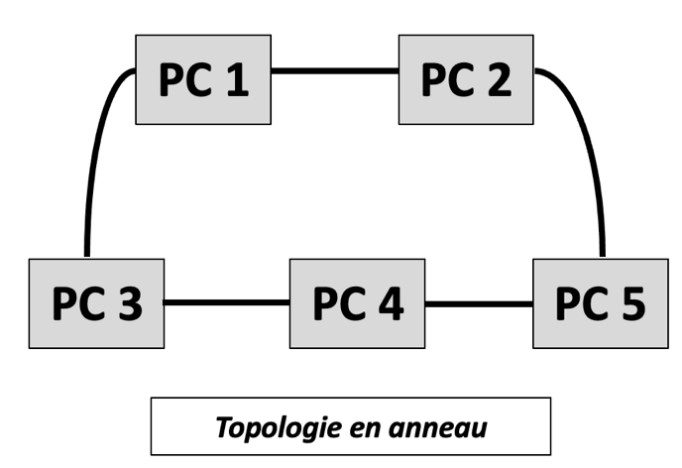 PC 1
PC 2
PC 3
PC 4
PC 5
Topologie en anneau